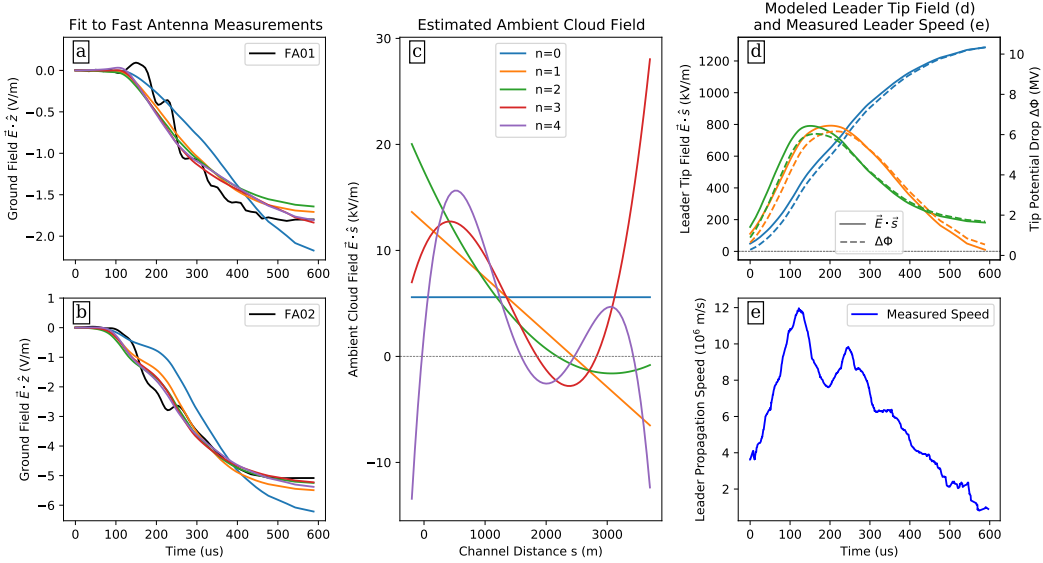 Fit to Fast Antenna Measurements
a
FA01
Ground Field E⃗ · ẑ (V/m)
0.0
−0.5
−1.0
−1.5
−2.0
0 100 200 300 400 500 600
b
FA02
Ground Field E⃗ · ẑ (V/m)
1
0
−1
−2
−3
−4
−5
−6
0 100 200 300 400 500 600
Time (us)
Estimated Ambient Cloud Field
c
n=0
n=1
n=2
n=3
n=4
Ambient Cloud Field E⃗ · ŝ (kV/m)
30
20
10
0
−10
0 1000 2000 3000
Channel Distance s (m)
Modeled Leader Tip Field (d)
and Measured Leader Speed (e)
d
Leader Tip Field E⃗ · ŝ (kV/m)
1200
1000
800
600
400
200
0
E⃗ · s⃗
ΔΦ
Tip Potential Drop ΔΦ (MV)
10
8
6
4
2
0
0 100 200 300 400 500 600
e
Measured Speed
Leader Propagation Speed (10⁶ m/s)
12
10
8
6
4
2
0 100 200 300 400 500 600
Time (us)